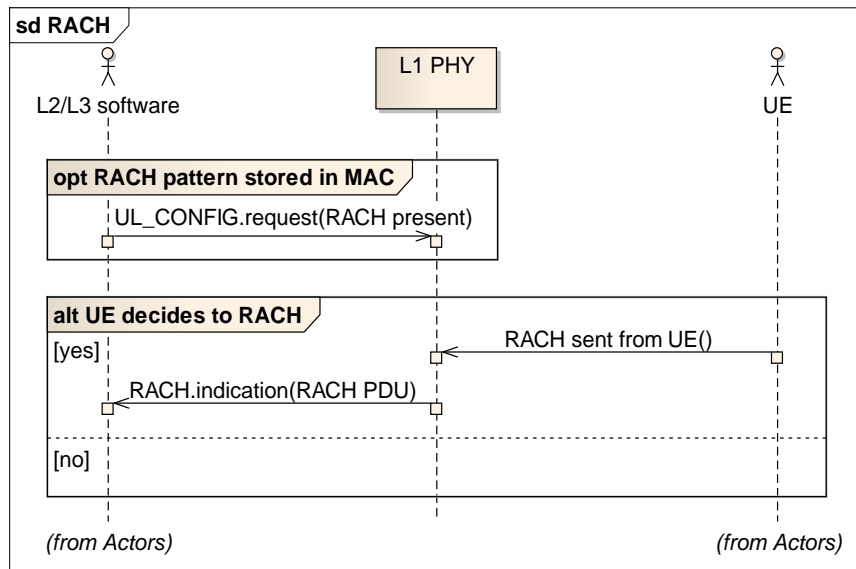 sd RACH
L2/L3 software
L1 PHY
UE
opt RACH pattern stored in MAC
UL_CONFIG.request(RACH present)
alt UE decides to RACH
[yes]
RACH sent from UE()
RACH.indication(RACH PDU)
[no]
(from Actors)
(from Actors)